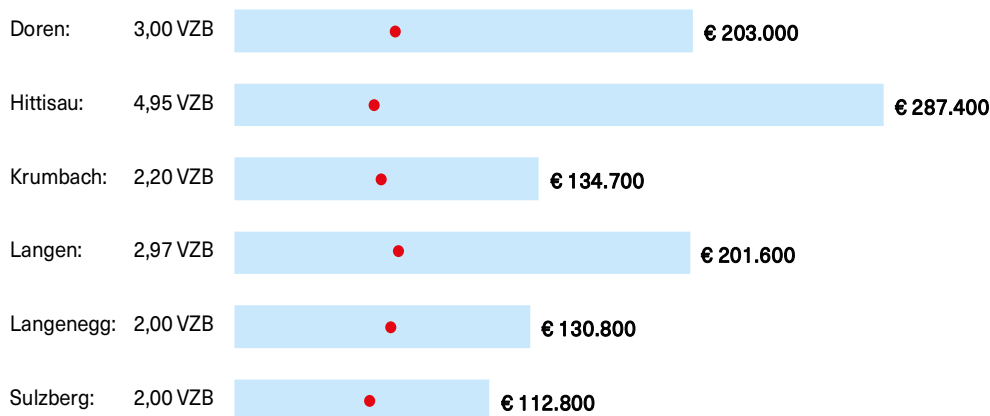 Doren: 3,00 VZB € 203.000
Hittisau: 4,95 VZB € 287.400
Krumbach: 2,20 VZB € 134.700
Langen: 2,97 VZB € 201.600
Langenegg: 2,00 VZB € 130.800
Sulzberg: 2,00 VZB € 112.800